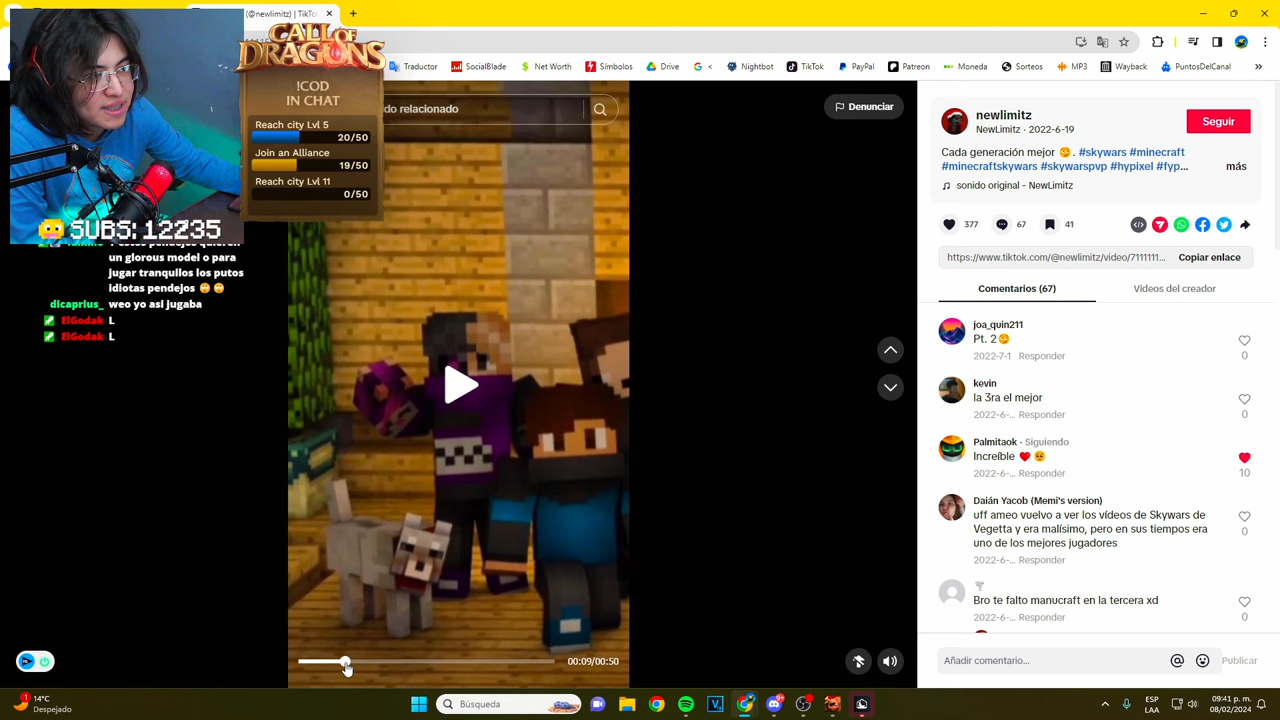 (@newlimitz) | TikTo
Traductor
SocialBlade
Net Worth
Símbolos
Drive
G <
Nightbot
TikTok
PayPal
Patreon
Moneda
Sorteos
MP3
Wayback
PuntosDelCanal
CALL OF
DRAGONS
!COD
IN CHAT
Reach city Lvl 5
20/50
Join an Alliance
19/50
Reach city Lvl 11
0/50
SUBS: 12235
un glorous model o para
jugar tranquilos los putos
idiotas pendejos
dicaprius_ weo yo asi jugaba
ElGodak L
ElGodak L
do relacionado
Denunciar
00:09/00:50
newlimitz
NewLimitz · 2022-6-19
Seguir
Cada generación mejor 🙂. #skywars #minecraft
#minecraftskywars #skywarspvp #hypixel #fyp... más
sonido original - NewLimitz
377
67
41
https://www.tiktok.com/@newlimitz/video/7111111...
Copiar enlace
Comentarios (67)
Videos del creador
joa_quin211
Pt. 2
2022-7-1 Responder
0
kevin
la 3ra el mejor
2022-6-... Responder
0
Palmitaok · Siguiendo
Increíble ❤️
2022-6-... Responder
10
Daián Yacob (Memi's version)
uff ameo vuelvo a ver los vídeos de Skywars de
Vegetta y era malísimo, pero en sus tiempos era
uno de los mejores jugadores
2022-6-... Responder
0
Bro te falto manucraft en la tercera xd
2022-6-... Responder
0
Añadir comentario...
Publicar
1
14°C
Despejado
Búsqueda
ESP
LAA
09:41 p. m.
08/02/2024